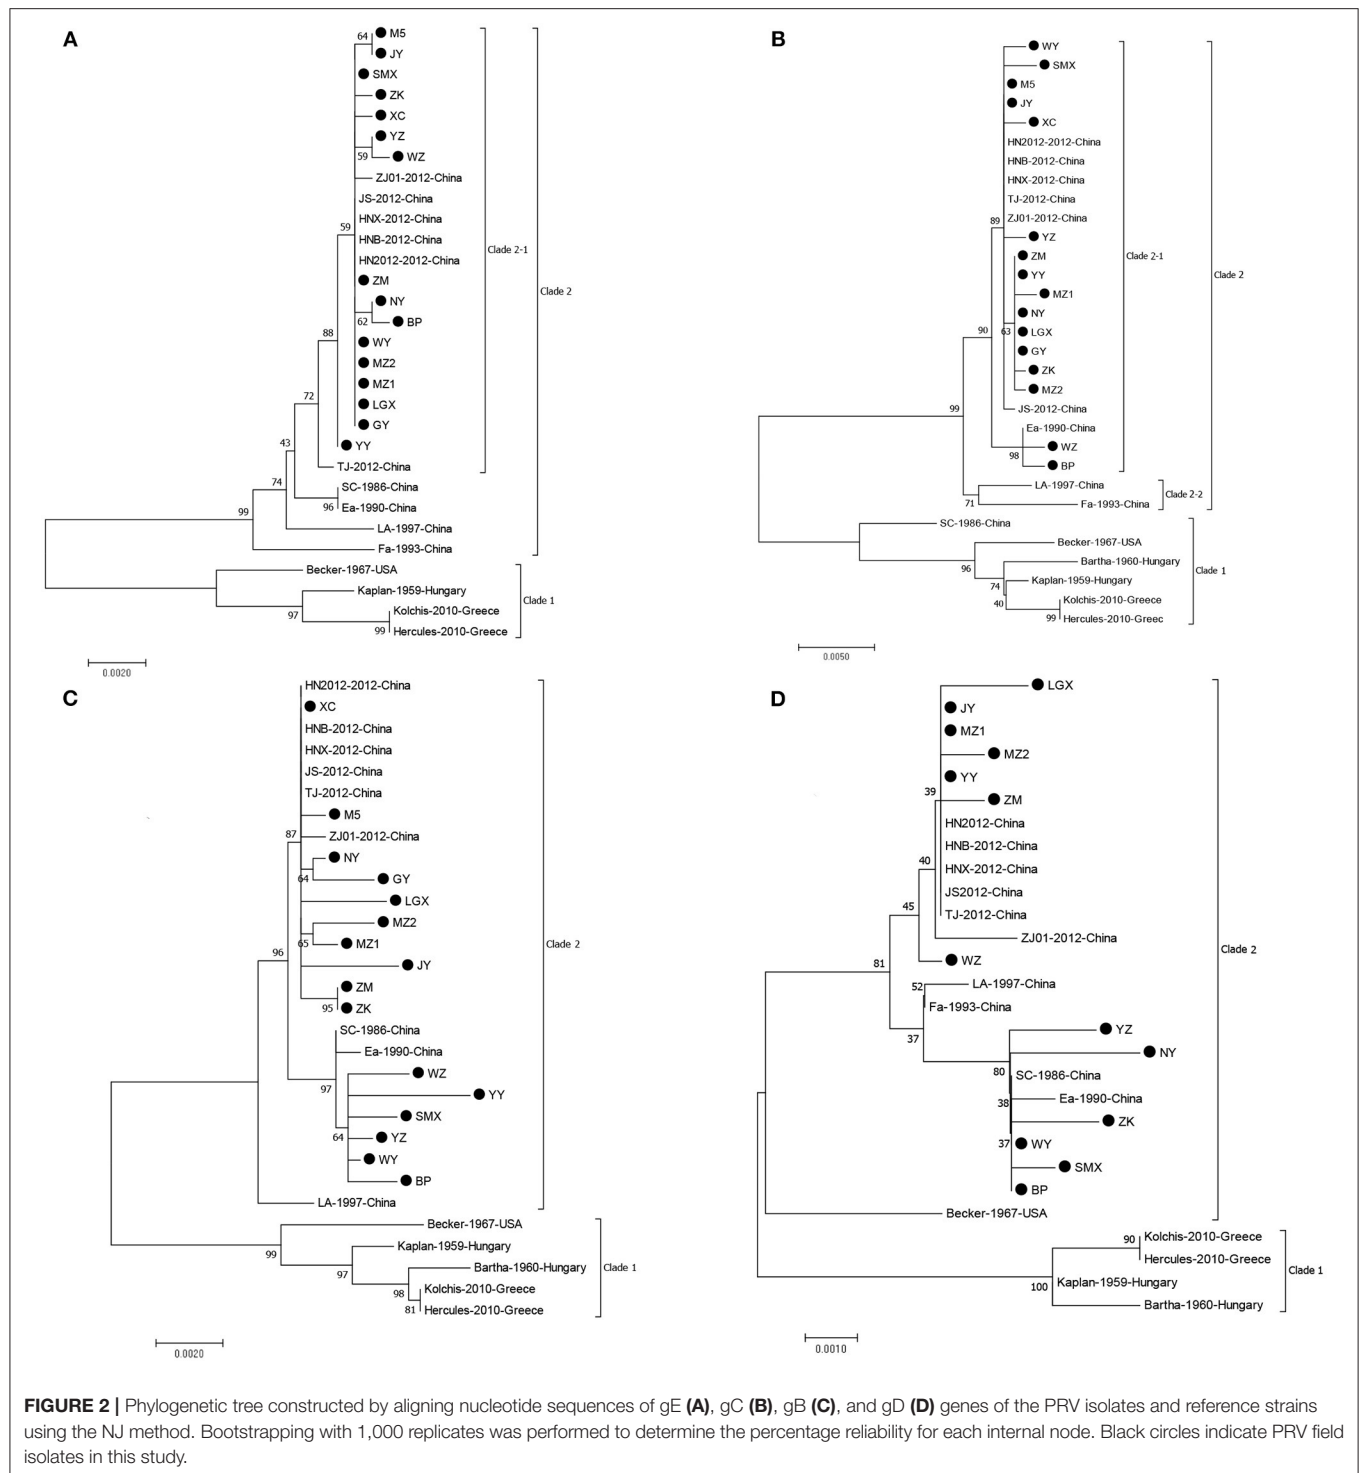 A
64
M5
JY
SMX
ZK
XC
YZ
59
WZ
ZJ01-2012-China
JS-2012-China
HNX-2012-China
59
HNB-2012-China
Clade 2-1
HN2012-2012-China
ZM
Clade 2
NY
62
BP
88
WY
MZ2
MZ1
72
LGX
GY
43
YY
TJ-2012-China
74
SC-1986-China
96
Ea-1990-China
99
LA-1997-China
Fa-1993-China
Becker-1967-USA
Kaplan-1959-Hungary
Clade 1
97
Kolchis-2010-Greece
99
Hercules-2010-Greece
0.0020
B
WY
SMX
M5
JY
XC
HN2012-2012-China
HNB-2012-China
HNX-2012-China
TJ-2012-China
89
ZJ01-2012-China
YZ
ZM
Clade 2-1
YY
Clade 2
MZ1
NY
90
63
LGX
GY
ZK
MZ2
99
JS-2012-China
Ea-1990-China
WZ
98
BP
LA-1997-China
Clade 2-2
71
Fa-1993-China
SC-1986-China
Becker-1967-USA
96
Bartha-1960-Hungary
Clade 1
74
Kaplan-1959-Hungary
40
Kolchis-2010-Greece
99
Hercules-2010-Greec
0.0050
C
HN2012-2012-China
XC
HNB-2012-China
HNX-2012-China
JS-2012-China
TJ-2012-China
M5
87
ZJ01-2012-China
NY
64
GY
LGX
MZ2
65
MZ1
Clade 2
96
JY
ZM
95
ZK
SC-1986-China
Ea-1990-China
WZ
97
YY
SMX
64
YZ
WY
BP
LA-1997-China
Becker-1967-USA
99
Kaplan-1959-Hungary
97
Bartha-1960-Hungary
Clade 1
98
Kolchis-2010-Greece
81
Hercules-2010-Greece
0.0020
D
LGX
JY
MZ1
MZ2
YY
39
ZM
HN2012-China
HNB-2012-China
40
HNX-2012-China
JS2012-China
45
TJ-2012-China
ZJ01-2012-China
Clade 2
81
WZ
52
LA-1997-China
Fa-1993-China
37
YZ
NY
80
SC-1986-China
38
Ea-1990-China
ZK
37
WY
SMX
BP
Becker-1967-USA
90
Kolchis-2010-Greece
Hercules-2010-Greece
Clade 1
100
Kaplan-1959-Hungary
Bartha-1960-Hungary
0.0010
FIGURE 2 | Phylogenetic tree constructed by aligning nucleotide sequences of gE (A), gC (B), gB (C), and gD (D) genes of the PRV isolates and reference strains
using the NJ method. Bootstrapping with 1,000 replicates was performed to determine the percentage reliability for each internal node. Black circles indicate PRV field
isolates in this study.